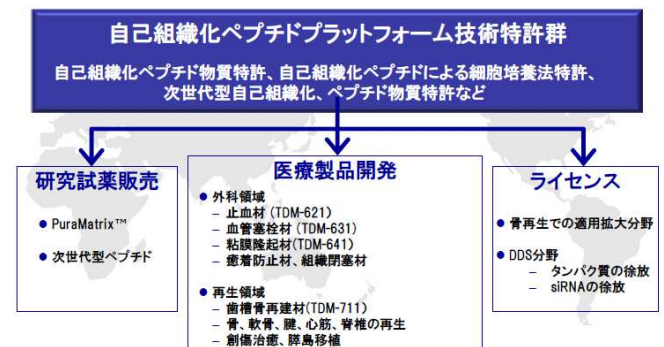 自己組織化ペプチドプラットフォーム技術特許群
自己組織化ペプチド物質特許、自己組織化ペプチドによる細胞培養法特許、
次世代型自己組織化、ペプチド物質特許など
研究試薬販売
● PuraMatrix™
● 次世代型ペプチド
医療製品開発
● 外科領域
– 止血材 (TDM-621)
– 血管塞栓材 (TDM-631)
– 粘膜隆起材 (TDM-641)
– 癒着防止材、組織閉塞材
● 再生領域
– 歯槽骨再建材(TDM-711)
– 骨、軟骨、腱、心筋、脊椎の再生
– 創傷治癒、膵島移植
ライセンス
● 骨再生での適用拡大分野
● DDS分野
– タンパク質の徐放
– siRNAの徐放